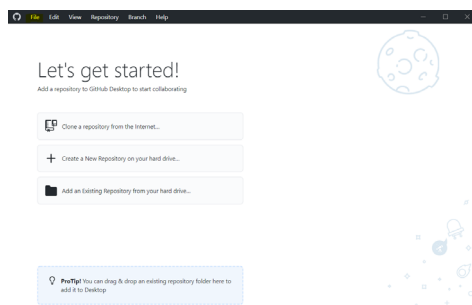 File Edit View Repository Branch Help
Let's get started!
Add a repository to GitHub Desktop to start collaborating
Clone a repository from the Internet...
Create a New Repository on your hard drive...
Add an Existing Repository from your hard drive...
ProTip! You can drag & drop an existing repository folder here to
add it to Desktop